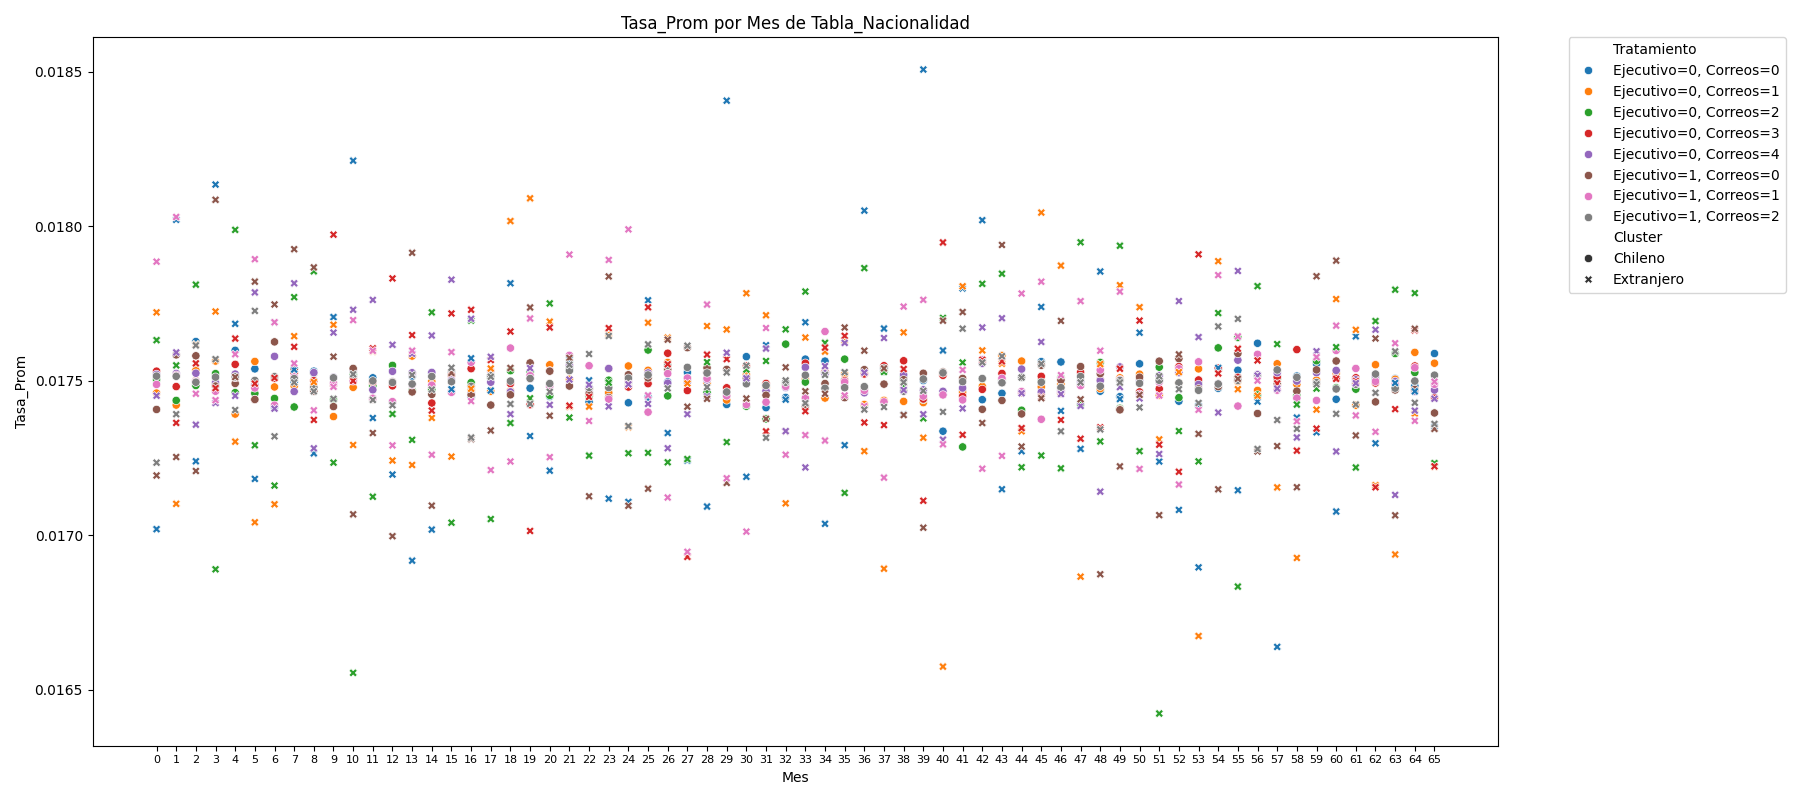 Tasa_Prom por Mes de Tabla_Nacionalidad
Tasa_Prom
0.0185
0.0180
0.0175
0.0170
0.0165
0 1 2 3 4 5 6 7 8 9 10 11 12 13 14 15 16 17 18 19 20 21 22 23 24 25 26 27 28 29 30 31 32 33 34 35 36 37 38 39 40 41 42 43 44 45 46 47 48 49 50 51 52 53 54 55 56 57 58 59 60 61 62 63 64 65
Mes
Tratamiento
Ejecutivo=0, Correos=0
Ejecutivo=0, Correos=1
Ejecutivo=0, Correos=2
Ejecutivo=0, Correos=3
Ejecutivo=0, Correos=4
Ejecutivo=1, Correos=0
Ejecutivo=1, Correos=1
Ejecutivo=1, Correos=2
Cluster
Chileno
Extranjero